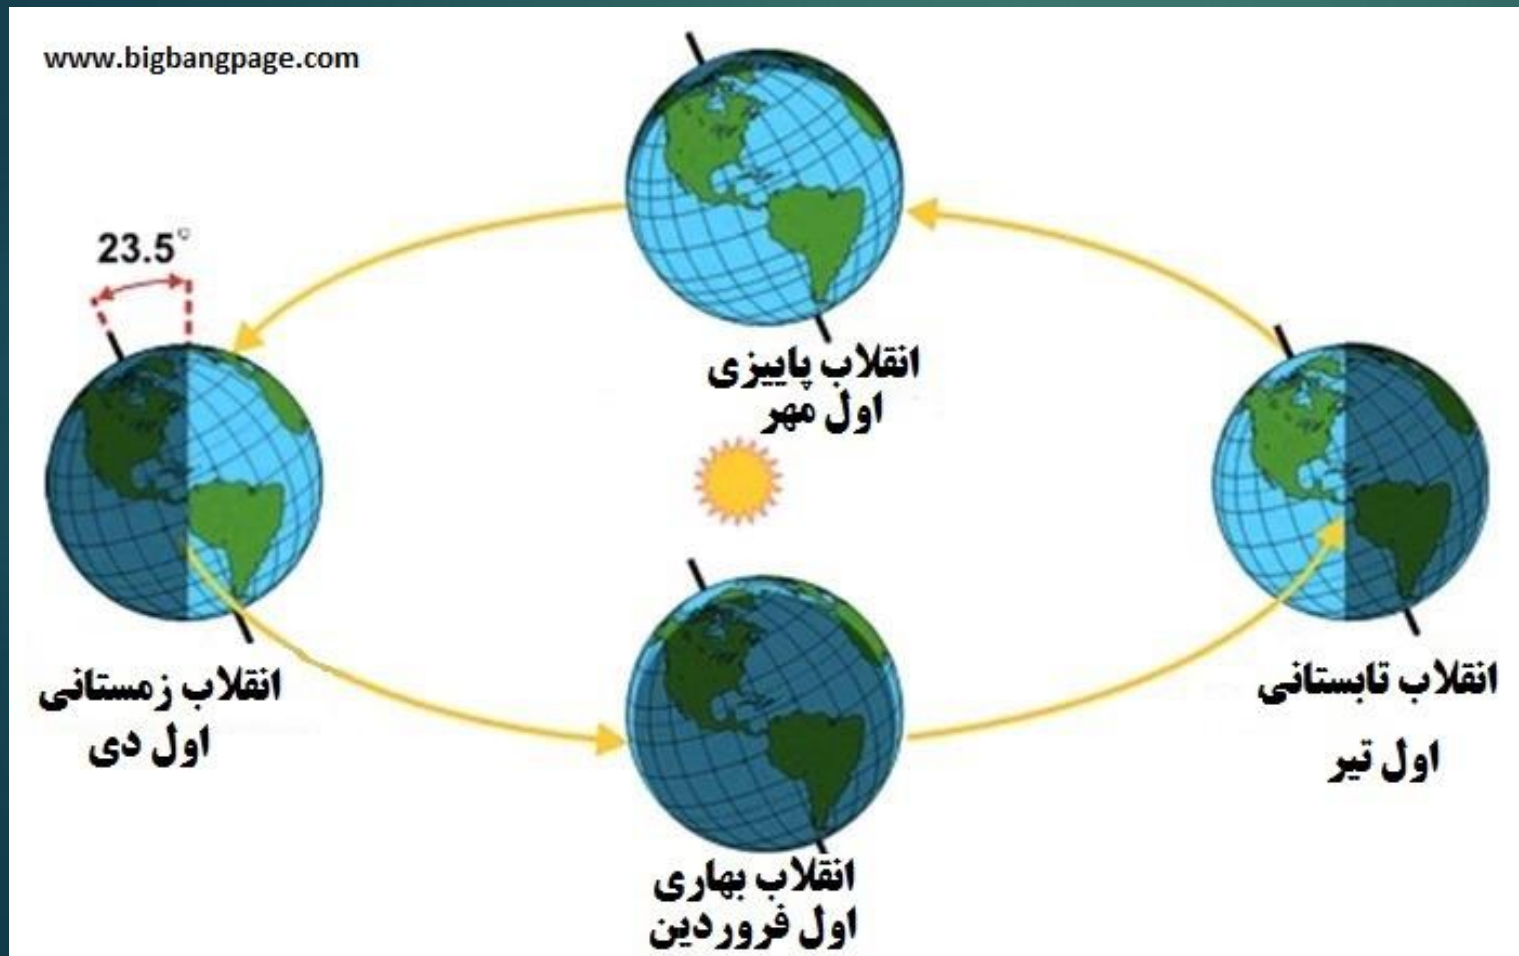 www.bigbangpage.com
23.5°
انقلاب پاییزی
اول مهر
انقلاب زمستانی
اول دی
انقلاب تابستانی
اول تیر
انقلاب بهاری
اول فروردین